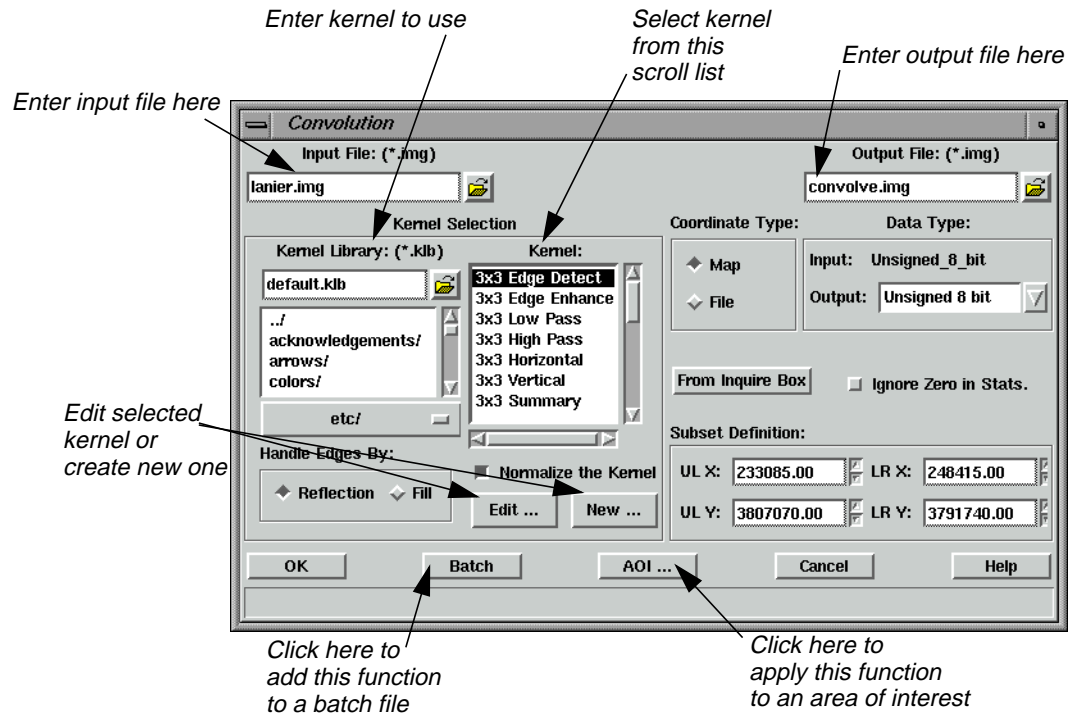 Enter kernel to use
Select kernel
from this
scroll list
Enter output file here
Enter input file here
Convolution
Input File: (*.img)
Output File: (*.img)
lanier.img
convolve.img
Kernel Selection
Coordinate Type:
Data Type:
Kernel Library: (*.klb)
Kernel:
default.klb
../
acknowledgements/
arrows/
colors/
etc/
3x3 Edge Detect
3x3 Edge Enhance
3x3 Low Pass
3x3 High Pass
3x3 Horizontal
3x3 Vertical
3x3 Summary
Map
File
Input: Unsigned_8_bit
Output: Unsigned 8 bit
From Inquire Box
Ignore Zero in Stats.
Edit selected
kernel or
create new one
Handle Edges By:
Reflection
Fill
Normalize the Kernel
Edit ...
New ...
Subset Definition:
UL X: 233085.00
LR X: 248415.00
UL Y: 3807070.00
LR Y: 3791740.00
OK
Batch
AOI ...
Cancel
Help
Click here to
add this function
to a batch file
Click here to
apply this function
to an area of interest